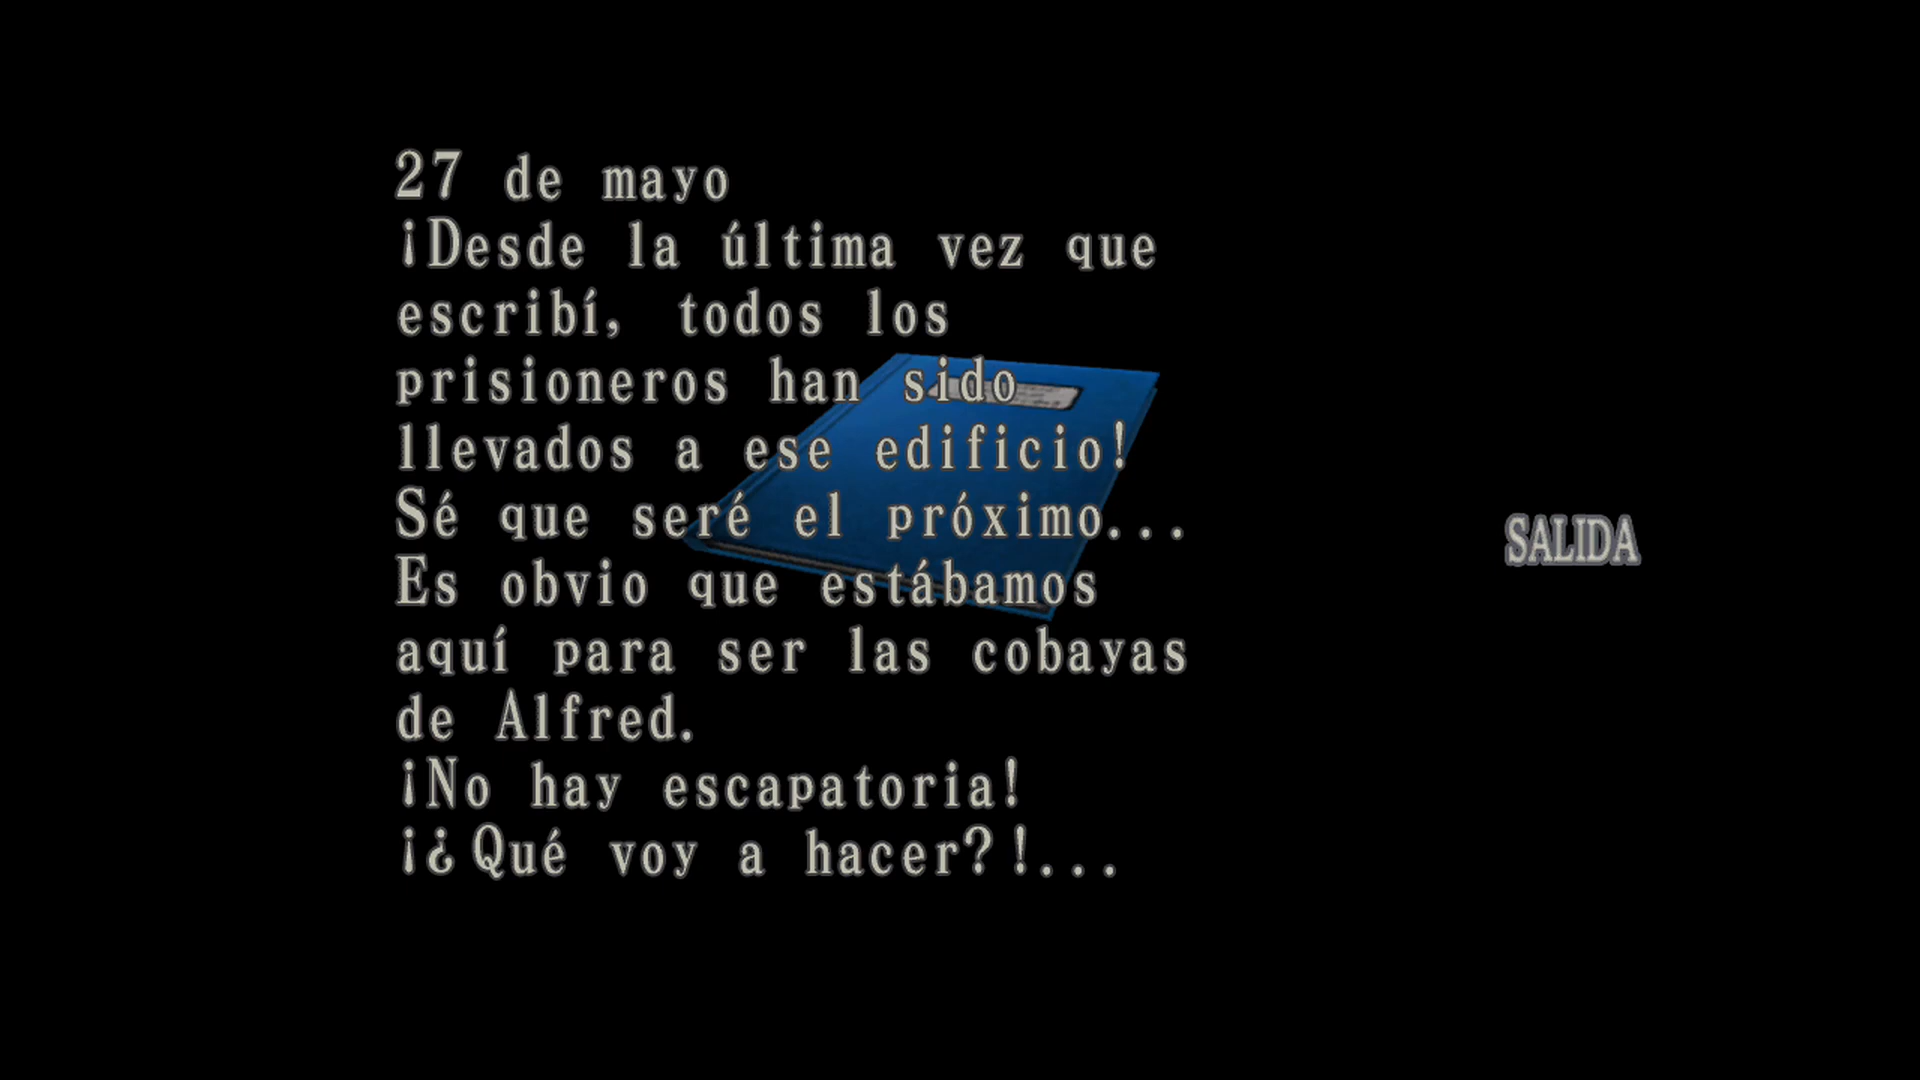 27 de mayo
¡Desde la última vez que
escribí, todos los
prisioneros han sido
llevados a ese edificio!
Sé que seré el próximo...
Es obvio que estábamos
aquí para ser las cobayas
de Alfred.
¡No hay escapatoria!
¡¿Qué voy a hacer?!...
SALIDA